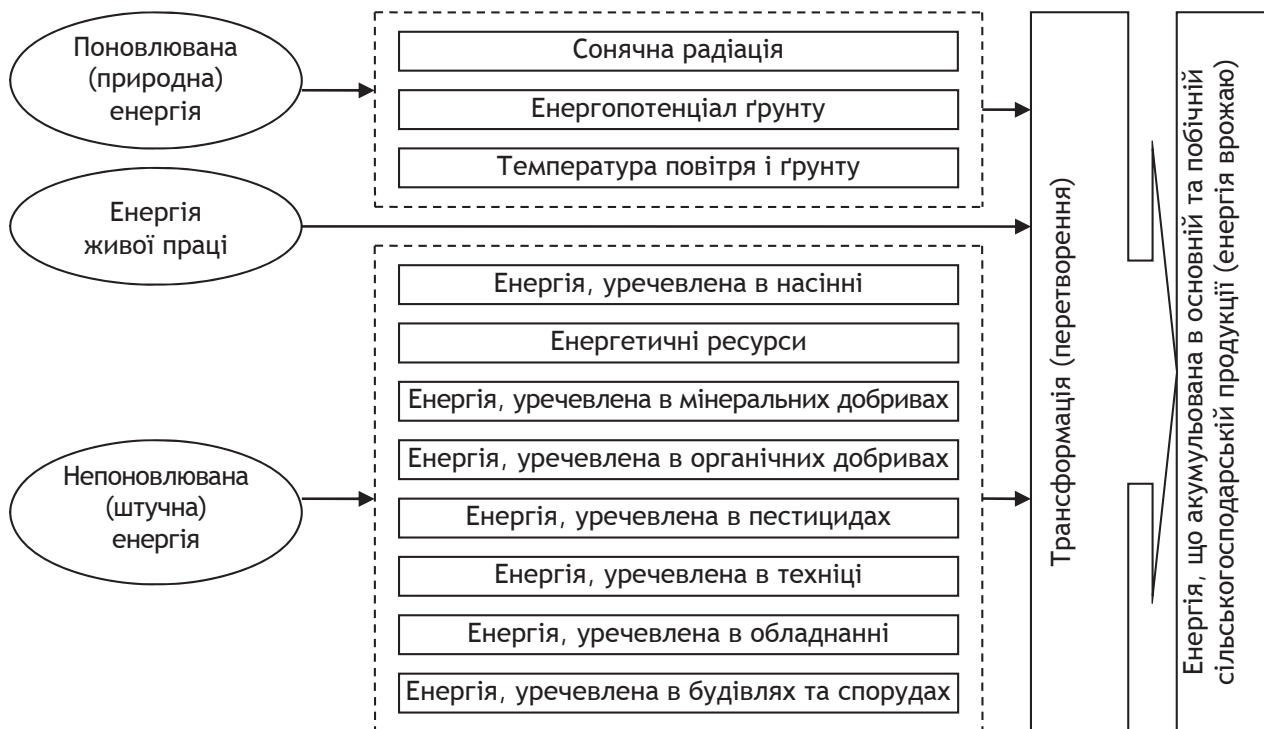 Поновлювана
(природна)
енергія
Сонячна радіація
Енергопотенціал ґрунту
Температура повітря і ґрунту
Енергія
живої праці
Непоновлювана
(штучна)
енергія
Енергія, уречевлена в насінні
Енергетичні ресурси
Енергія, уречевлена в мінеральних добривах
Енергія, уречевлена в органічних добривах
Енергія, уречевлена в пестицидах
Енергія, уречевлена в техніці
Енергія, уречевлена в обладнанні
Енергія, уречевлена в будівлях та спорудах
Трансформація (перетворення)
Енергія, що акумульована в основній та побічній
сільськогосподарській продукції (енергія врожаю)